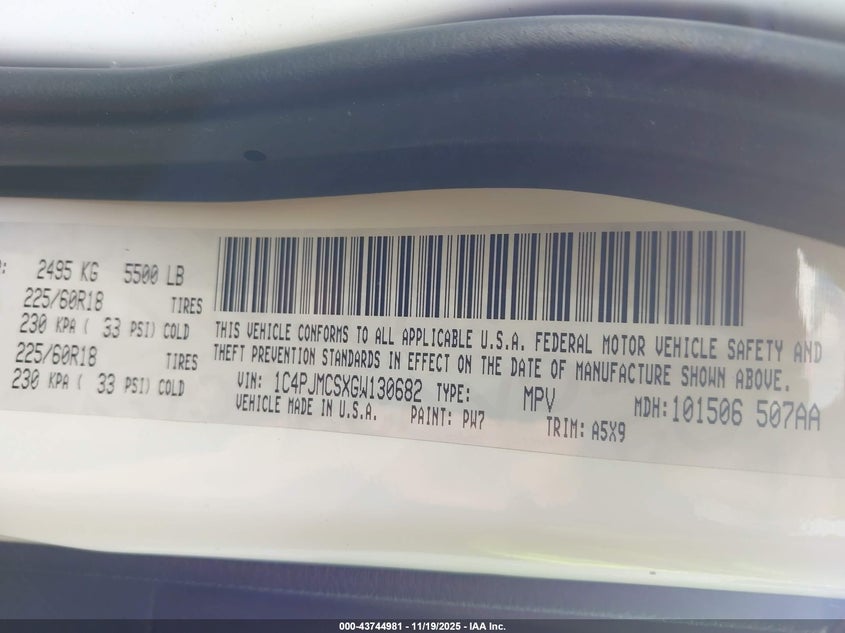 2495 KG 5500 LB
225/60R18 TIRES
230 KPA ( 33 PSI) COLD
225/60R18 TIRES
230 KPA ( 33 PSI) COLD
THIS VEHICLE CONFORMS TO ALL APPLICABLE U.S.A. FEDERAL MOTOR VEHICLE SAFETY AND
THEFT PREVENTION STANDARDS IN EFFECT ON THE DATE OF MANUFACTURE SHOWN ABOVE.
VIN: 1C4PJMCSXGW130682 TYPE: MPV MDH: 101506 507AA
VEHICLE MADE IN U.S.A. PAINT: PW7 TRIM: A5X9
000-43744981 - 11/19/2025 - IAA Inc.